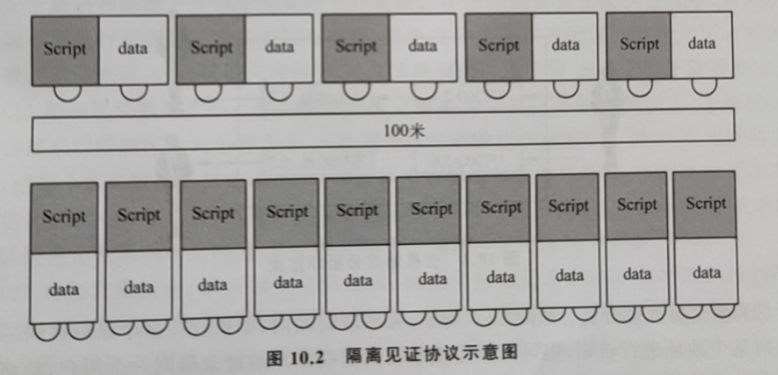 Script data Script data Script data Script data Script data
100米
Script Script Script Script Script Script Script Script Script Script
data data data data data data data data data data
图 10.2 隔离见证协议示意图